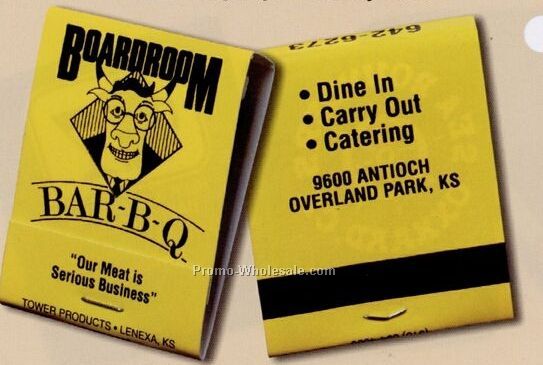 BOARDROOM
BAR-B-Q
"Our Meat is
Serious Business"
TOWER PRODUCTS • LENEXA, KS
642-6273
• Dine In
• Carry Out
• Catering
9600 ANTIOCH
OVERLAND PARK, KS
Promo-Wholesale.com